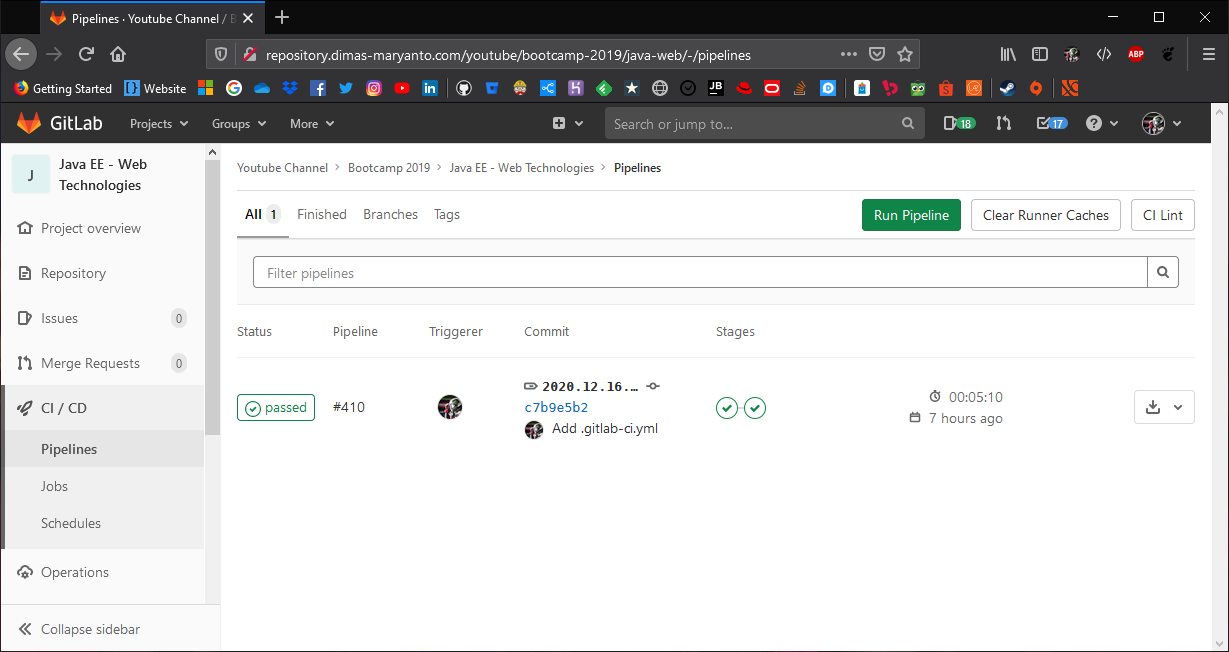 Pipelines · Youtube Channel / B
repository.dimas-maryanto.com/youtube/bootcamp-2019/java-web/-/pipelines
ABP
Getting Started Website
JB
GitLab Projects Groups More Search or jump to... 18 17
J Java EE - Web Technologies
Youtube Channel > Bootcamp 2019 > Java EE - Web Technologies > Pipelines
All 1 Finished Branches Tags Run Pipeline Clear Runner Caches CI Lint
Project overview
Repository
Issues 0
Merge Requests 0
CI / CD
Pipelines
Jobs
Schedules
Operations
Collapse sidebar
Filter pipelines
Status Pipeline Triggerer Commit Stages
passed #410 2020.12.16.…
c7b9e5b2
Add .gitlab-ci.yml
00:05:10
7 hours ago